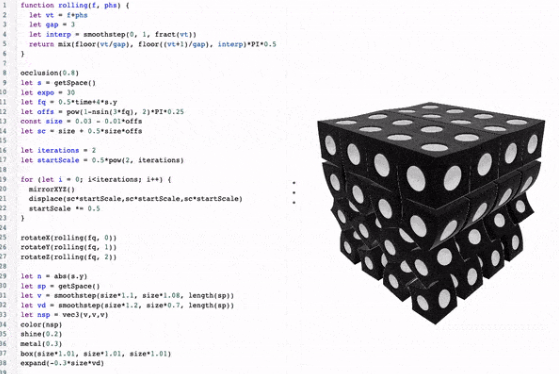 function rolling(f, phs) {
let vt = f*phs
let gap = 3
let interp = smoothstep(0, 1, fract(vt))
return mix(floor(vt/gap), floor((vt+1)/gap), interp)*PI*0.5
}
occlusion(0.8)
let s = getSpace()
let expo = 30
let fq = 0.5*time+4*s.y
let offs = pow(1-nsin(3*fq), 2)*PI*0.25
const size = 0.03 - 0.01*offs
let sc = size + 0.5*size*offs
let iterations = 2
let startScale = 0.5*pow(2, iterations)
for (let i = 0; i<iterations; i++) {
mirrorXYZ()
displace(sc*startScale,sc*startScale,sc*startScale)
startScale *= 0.5
}
rotateX(rolling(fq, 0))
rotateY(rolling(fq, 1))
rotateZ(rolling(fq, 2))
let n = abs(s.y)
let sp = getSpace()
let v = smoothstep(size*1.1, size*1.08, length(sp))
let vd = smoothstep(size*1.2, size*0.7, length(sp))
let nsp = vec3(v,v,v)
color(nsp)
shine(0.2)
metal(0.3)
box(size*1.01, size*1.01, size*1.01)
expand(-0.3*size*vd)